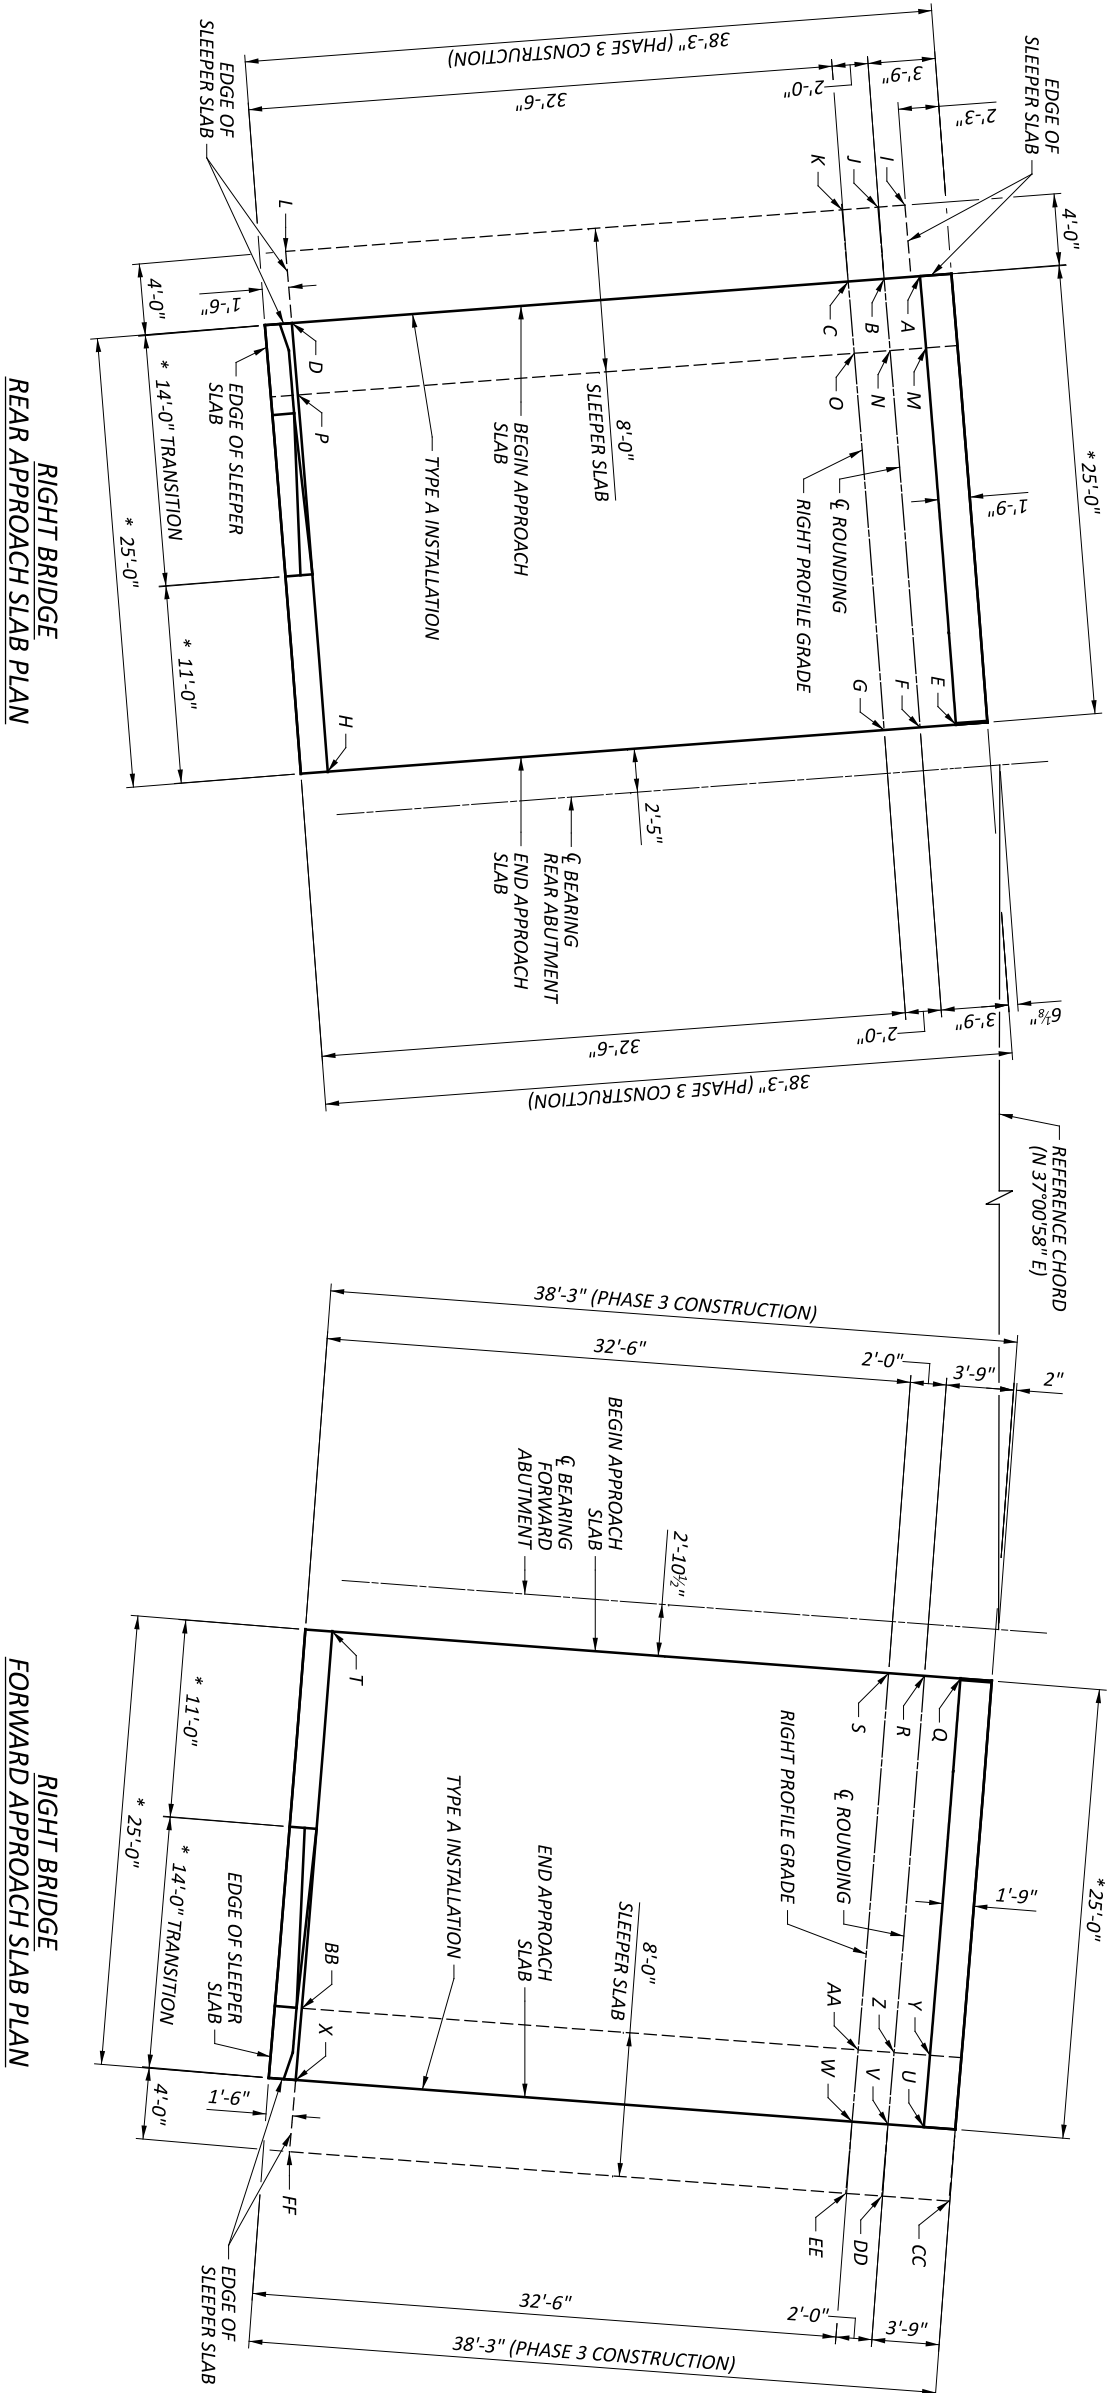 EDGE OF
SLEEPER SLAB
38'-3" (PHASE 3 CONSTRUCTION)
32'-6"
2'-0"
3'-9"
2'-3"
EDGE OF
SLEEPER SLAB
4'-0"
4'-0"
1'-6"
L
K
J
I
A
B
C
D
M
N
O
P
* 25'-0"
1'-9"
8'-0"
SLEEPER SLAB
BEGIN APPROACH
SLAB
TYPE A INSTALLATION
℄ ROUNDING
RIGHT PROFILE GRADE
EDGE OF SLEEPER
SLAB
* 14'-0" TRANSITION
* 11'-0"
* 25'-0"
E
F
G
H
2'-5"
℄ BEARING
REAR ABUTMENT
END APPROACH
SLAB
6⅛"
3'-9"
2'-0"
32'-6"
38'-3" (PHASE 3 CONSTRUCTION)
RIGHT BRIDGE
REAR APPROACH SLAB PLAN
REFERENCE CHORD
(N 37°00'58" E)
38'-3" (PHASE 3 CONSTRUCTION)
32'-6"
2'-0"
3'-9"
2"
BEGIN APPROACH
SLAB
℄ BEARING
FORWARD
ABUTMENT
2'-10½"
T
S
R
Q
* 25'-0"
1'-9"
RIGHT PROFILE GRADE
℄ ROUNDING
TYPE A INSTALLATION
END APPROACH
SLAB
8'-0"
SLEEPER SLAB
* 11'-0"
* 14'-0" TRANSITION
* 25'-0"
EDGE OF SLEEPER
SLAB
BB
X
AA
Z
Y
W
V
U
4'-0"
1'-6"
FF
EE
DD
CC
EDGE OF
SLEEPER SLAB
32'-6"
2'-0"
3'-9"
38'-3" (PHASE 3 CONSTRUCTION)
RIGHT BRIDGE
FORWARD APPROACH SLAB PLAN